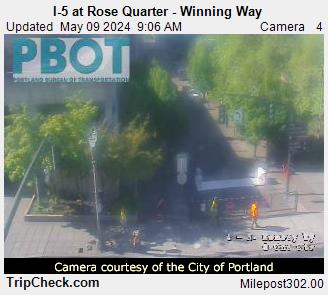 I-5 at Rose Quarter - Winning Way
Updated May 09 2024 9:06 AM Camera 4
PBOT
PORTLAND BUREAU OF TRANSPORTATION
Camera courtesy of the City of Portland
TripCheck.com Milepost302.00